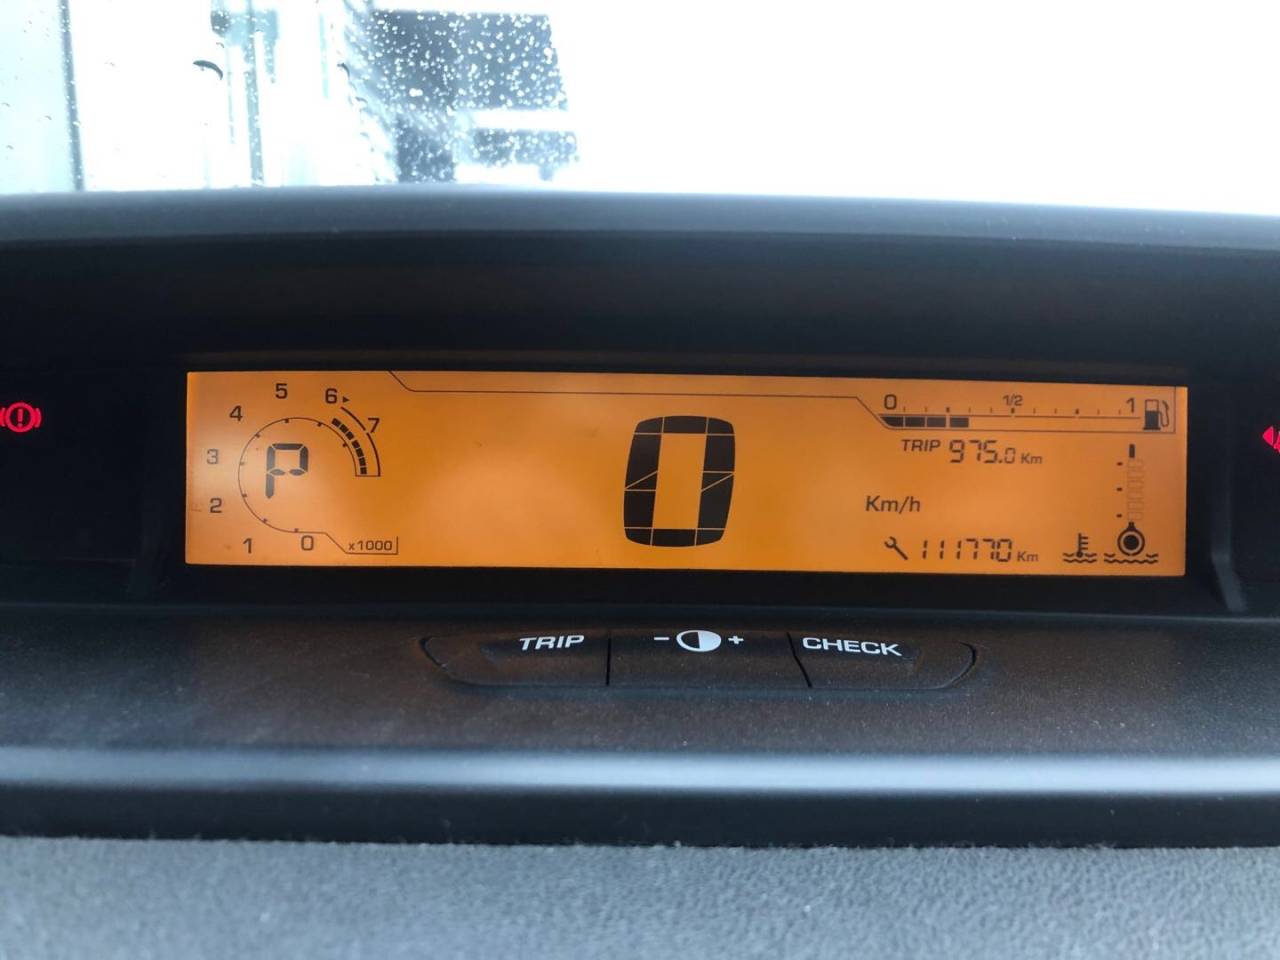 5 6
4 7
3 P
2
1 0 x1000
0
0 1/2 1
TRIP 975.0 Km
Km/h
111770 Km
TRIP - + CHECK